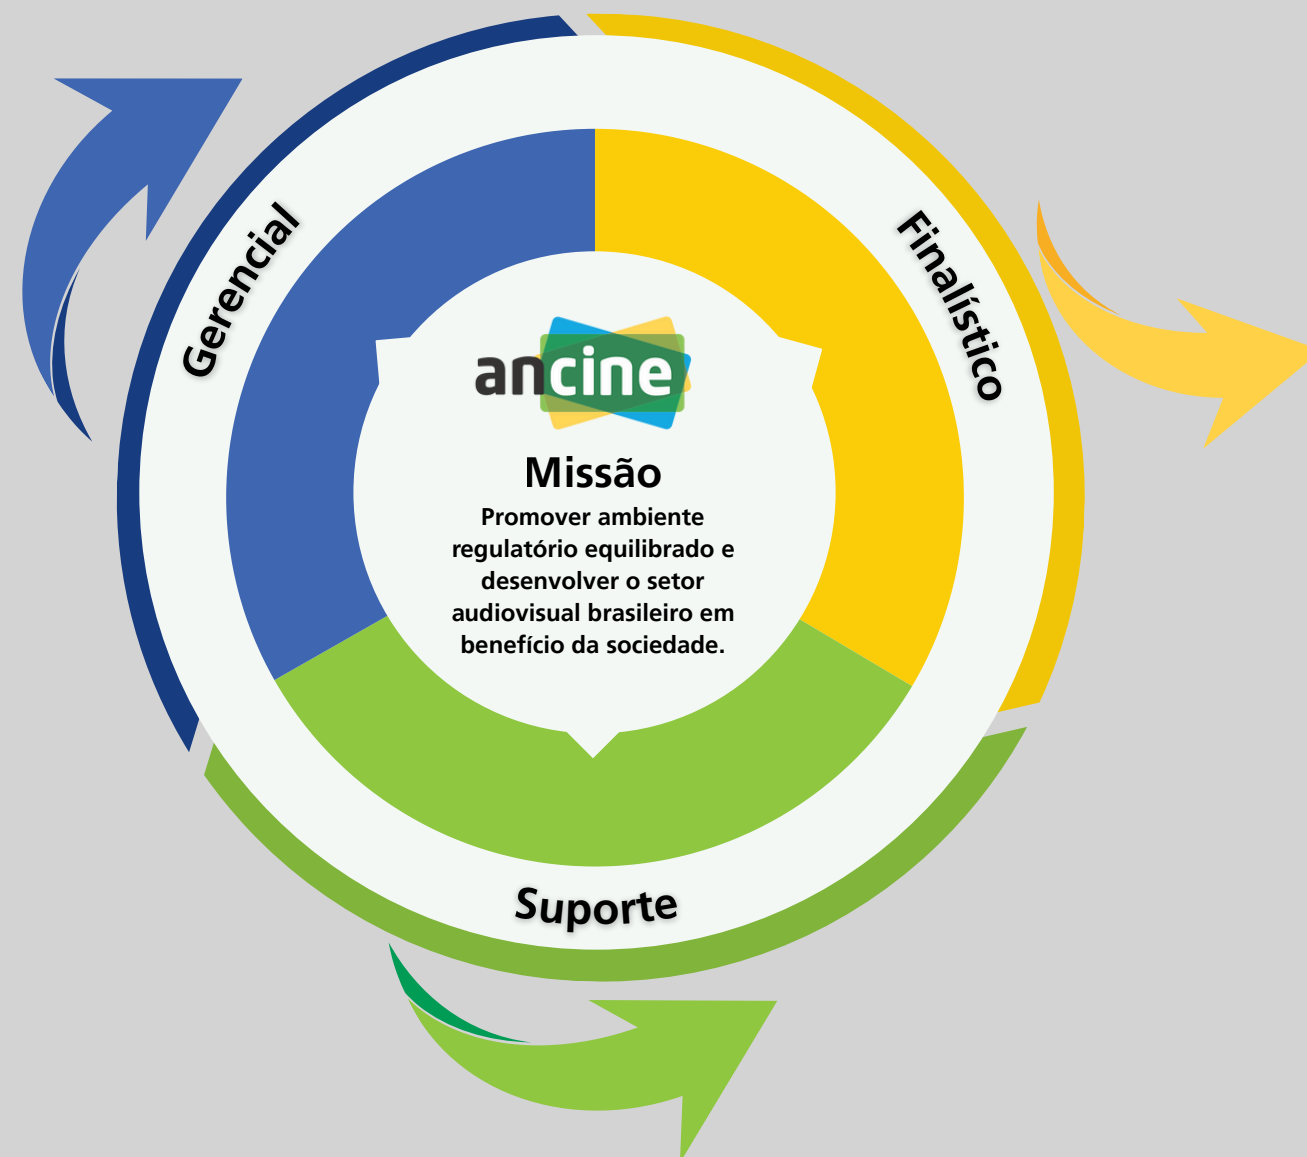 Gerencial
Finalístico
ancine
Missão
Promover ambiente
regulatório equilibrado e
desenvolver o setor
audiovisual brasileiro em
benefício da sociedade.
Suporte